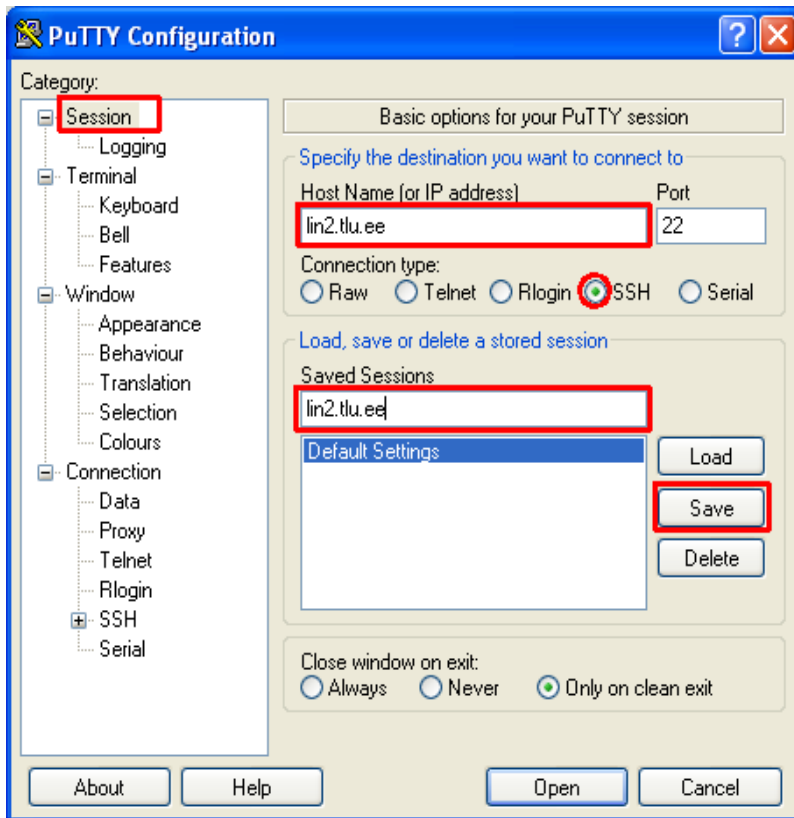 PuTTY Configuration
Category:
Session
Logging
Terminal
Keyboard
Bell
Features
Window
Appearance
Behaviour
Translation
Selection
Colours
Connection
Data
Proxy
Telnet
Rlogin
SSH
Serial
Basic options for your PuTTY session
Specify the destination you want to connect to
Host Name (or IP address) Port
lin2.tlu.ee 22
Connection type:
Raw Telnet Rlogin SSH Serial
Load, save or delete a stored session
Saved Sessions
lin2.tlu.ee
Default Settings
Load
Save
Delete
Close window on exit:
Always Never Only on clean exit
About Help Open Cancel